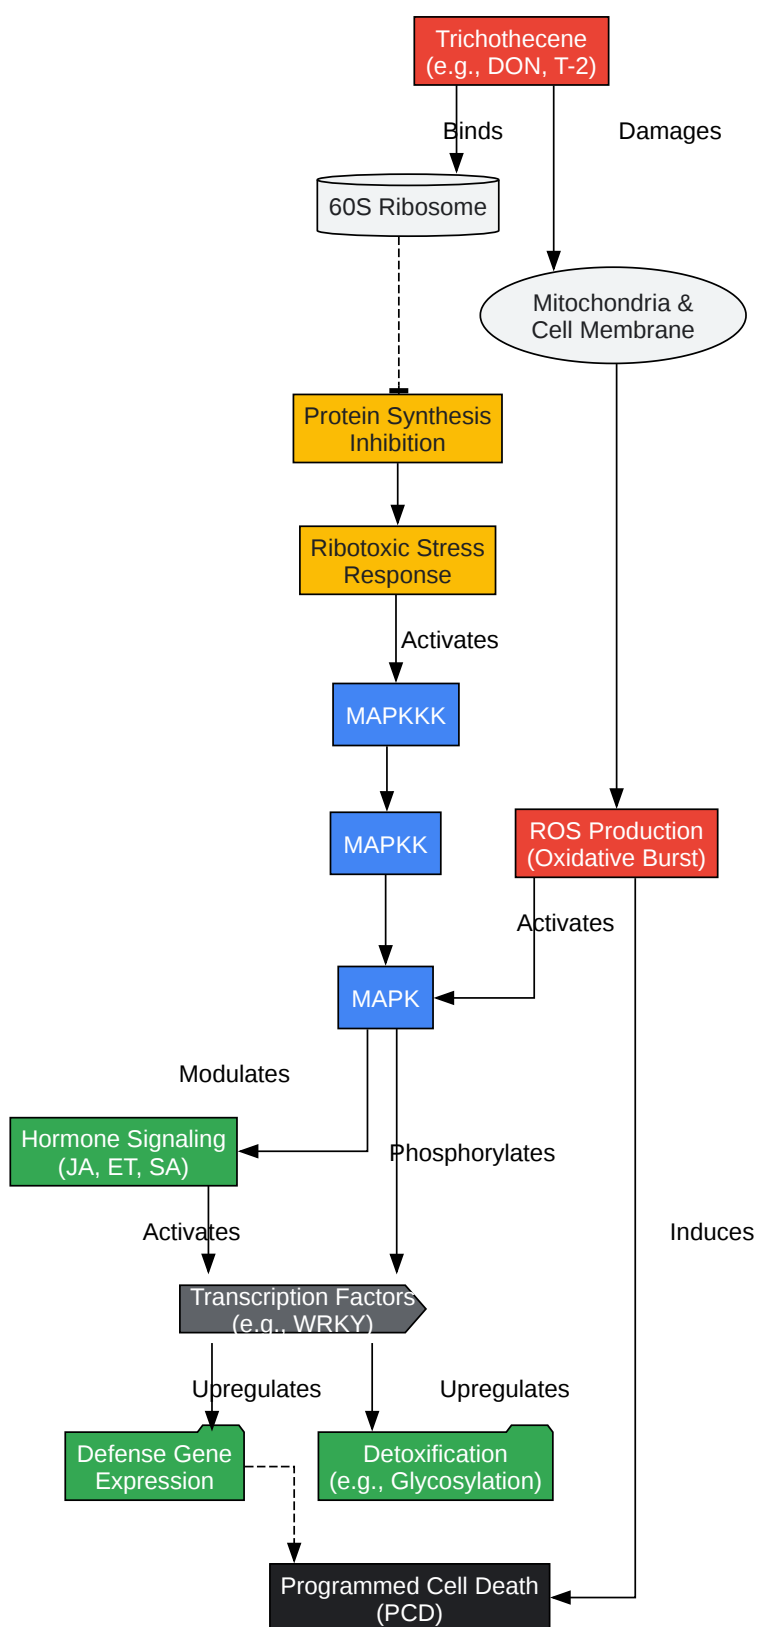 Trichothecene
(e.g., DON, T-2)
Binds
Damages
60S Ribosome
Mitochondria &
Cell Membrane
Protein Synthesis
Inhibition
Ribotoxic Stress
Response
Activates
MAPKKK
MAPKK
ROS Production
(Oxidative Burst)
Activates
MAPK
Modulates
Hormone Signaling
(JA, ET, SA)
Phosphorylates
Activates
Induces
Transcription Factors
(e.g., WRKY)
Upregulates
Upregulates
Defense Gene
Expression
Detoxification
(e.g., Glycosylation)
Programmed Cell Death
(PCD)